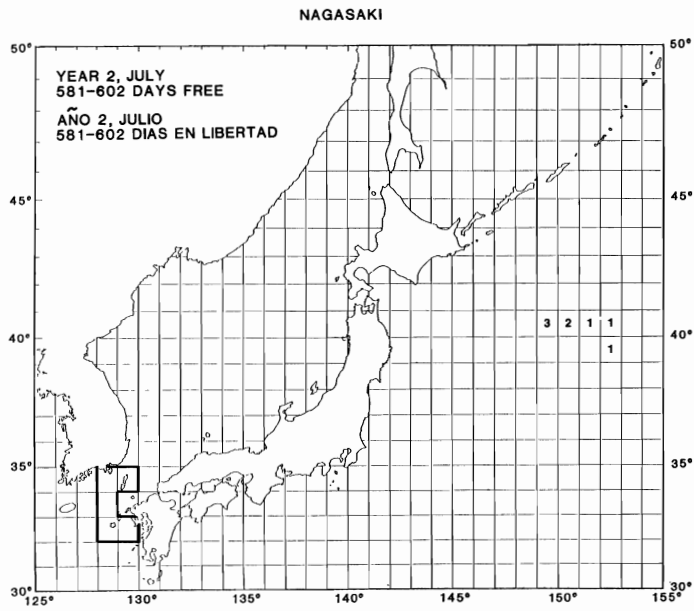 NAGASAKI
50°
50°
YEAR 2, JULY
581-602 DAYS FREE
AÑO 2, JULIO
581-602 DIAS EN LIBERTAD
45°
45°
3 2 1 1
40°
40°
1
35°
35°
30°
30°
125° 130° 135° 140° 145° 150° 155°